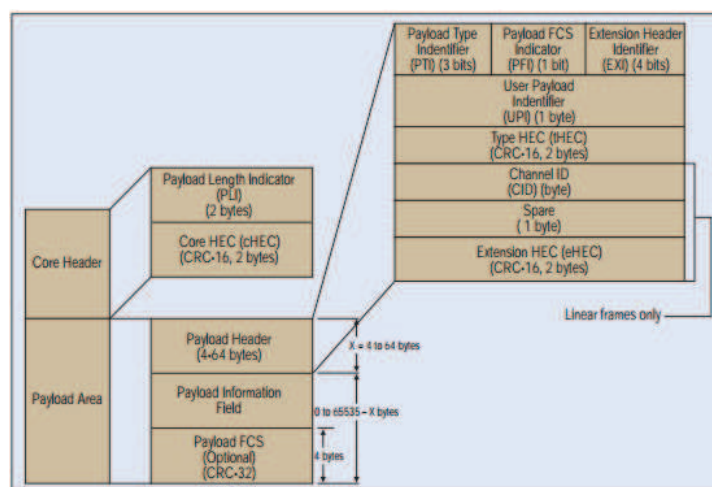 Payload Type
Indentifier
(PTI) (3 bits)
Payload FCS
Indicator
(PFI) (1 bit)
Extension Header
Identifier
(EXI) (4 bits)
User Payload
Indentifier
(UPI) (1 byte)
Type HEC (tHEC)
(CRC-16, 2 bytes)
Channel ID
(CID) (byte)
Spare
( 1 byte)
Extension HEC (eHEC)
(CRC-16, 2 bytes)
Linear frames only
Payload Length Indicator
(PLI)
(2 bytes)
Core HEC (cHEC)
(CRC-16, 2 bytes)
Core Header
Payload Area
Payload Header
(4-64 bytes)
Payload Information
Field
Payload FCS
(Optional)
(CRC-32)
X = 4 to 64 bytes
0 to 65535 – X bytes
4 bytes